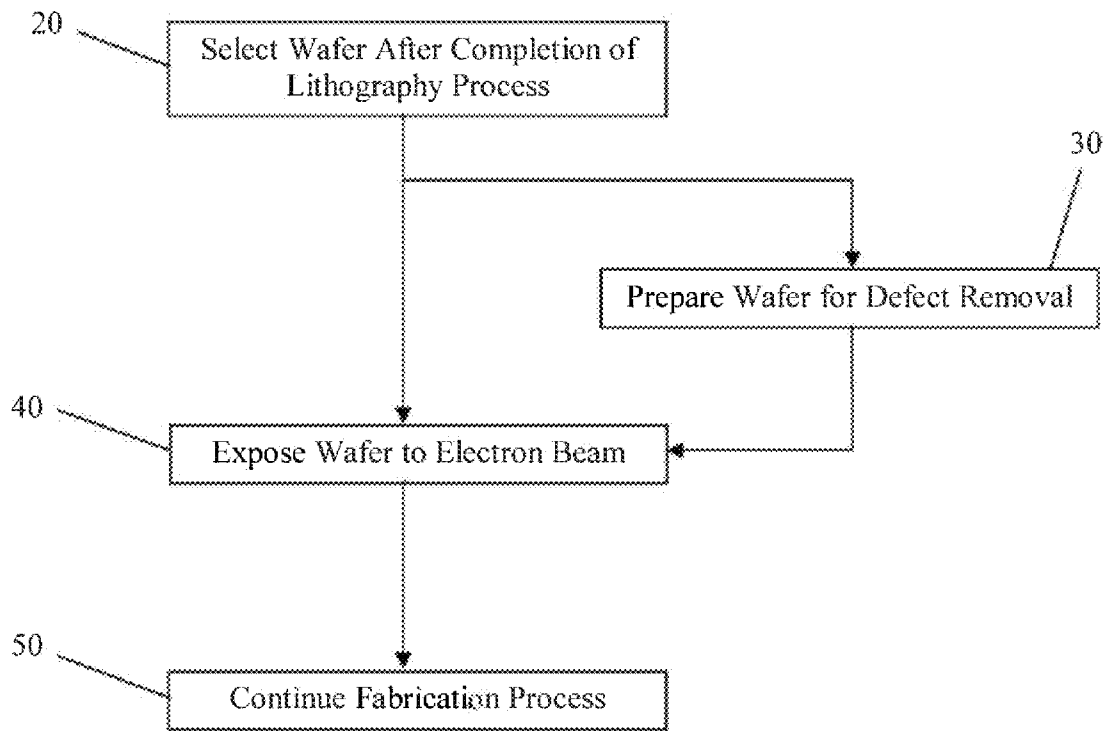 20
Select Wafer After Completion of
Lithography Process
30
Prepare Wafer for Defect Removal
40
Expose Wafer to Electron Beam
50
Continue Fabrication Process